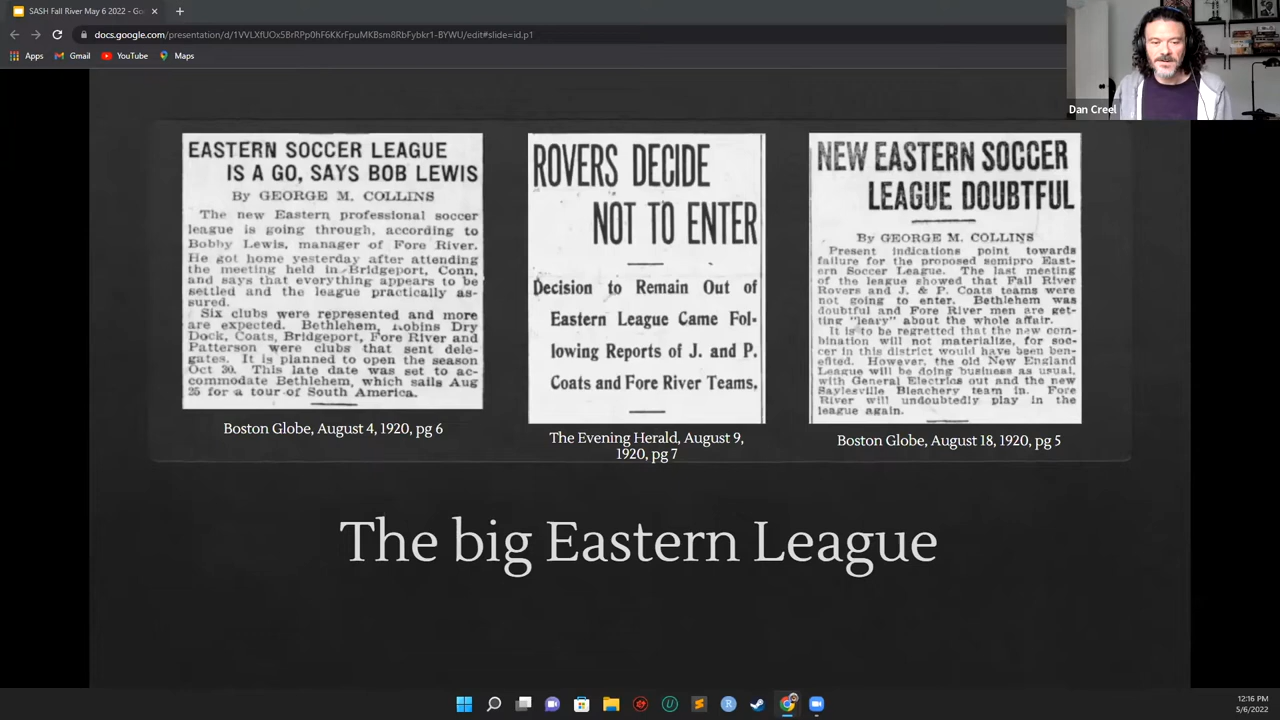 SASH Fall River May 6 2022 - Go
docs.google.com/presentation/d/1VVLXfUOx5BrRPp0hF6KKrFpuMKBsm8RbFybkr1-BYWU/edit#slide=id.p1
Apps Gmail YouTube Maps
Dan Creel
EASTERN SOCCER LEAGUE
IS A GO, SAYS BOB LEWIS
By GEORGE M. COLLINS
The new Eastern professional soccer
league is going through, according to
Bobby Lewis, manager of Fore River.
He got home yesterday after attending
the meeting held in Bridgeport, Conn,
and says that everything appears to be
settled and the league practically as-
sured.
Six clubs were represented and more
are expected. Bethlehem, Robins Dry
Dock, Coats, Bridgeport, Fore River and
Patterson were clubs that sent dele-
gates. It is planned to open the season
Oct 30. This late date was set to ac-
commodate Bethlehem, which sails Aug
25 for a tour of South America.
Boston Globe, August 4, 1920, pg 6
ROVERS DECIDE
NOT TO ENTER
Decision to Remain Out of
Eastern League Came Fol-
lowing Reports of J. and P.
Coats and Fore River Teams,
The Evening Herald, August 9,
1920, pg 7
NEW EASTERN SOCCER
LEAGUE DOUBTFUL
By GEORGE M. COLLINS
Present indications point towards
failure for the proposed semipro East-
ern Soccer League. The last meeting
of the league showed that Fall River
Rovers and J. & P. Coats teams were
not going to enter. Bethlehem was
doubtful and Fore River men are get-
ting "leery" about the whole affair.
It is to be regretted that the new com-
bination will not materialize, for soc-
cer in this district would have been ben-
efited. However, the old New England
League will be doing business as usual,
with General Electrics out and the new
Saylesville Bleachery team in. Fore
River will undoubtedly play in the
league again.
Boston Globe, August 18, 1920, pg 5
The big Eastern League
12:16 PM
5/6/2022